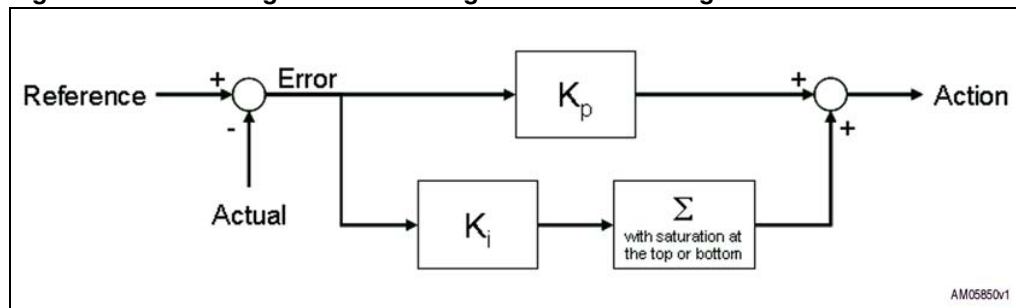 +
Error
Reference
-
Actual
Kp
+
Action
+
Ki
Σ
with saturation at
the top or bottom
AM05850v1